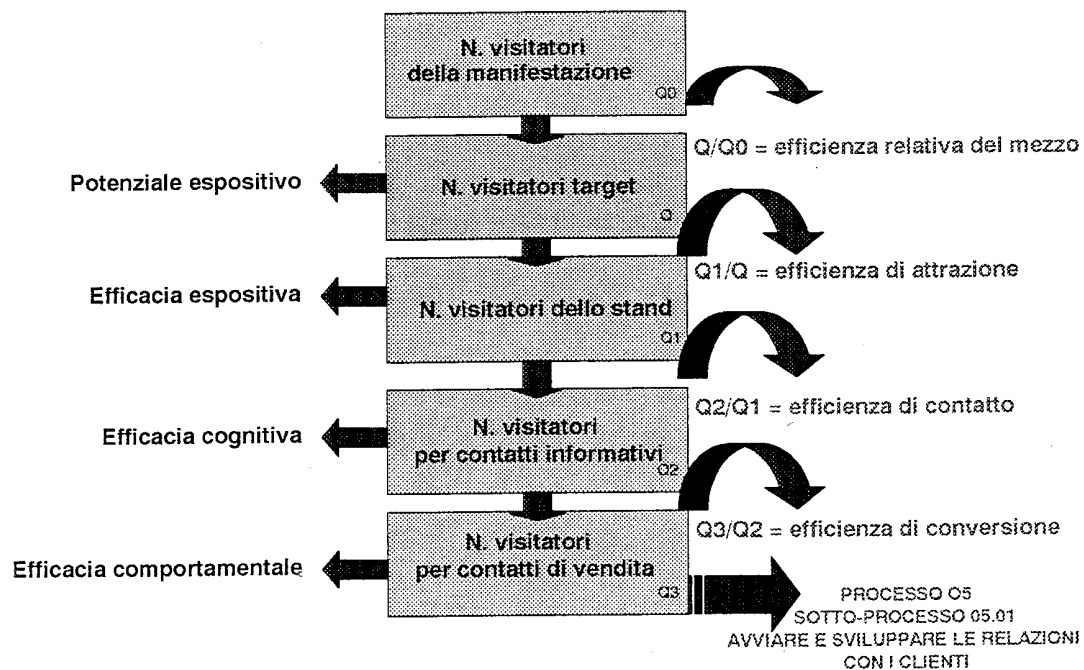 N. visitatori
della manifestazione
Q0
Q/Q0 = efficienza relativa del mezzo
Potenziale espositivo
N. visitatori target
Q
Q1/Q = efficienza di attrazione
Efficacia espositiva
N. visitatori dello stand
Q1
Q2/Q1 = efficienza di contatto
Efficacia cognitiva
N. visitatori
per contatti informativi
Q2
Q3/Q2 = efficienza di conversione
Efficacia comportamentale
N. visitatori
per contatti di vendita
Q3
PROCESSO O5
SOTTO-PROCESSO 05.01
AVVIARE E SVILUPPARE LE RELAZIONI
CON I CLIENTI